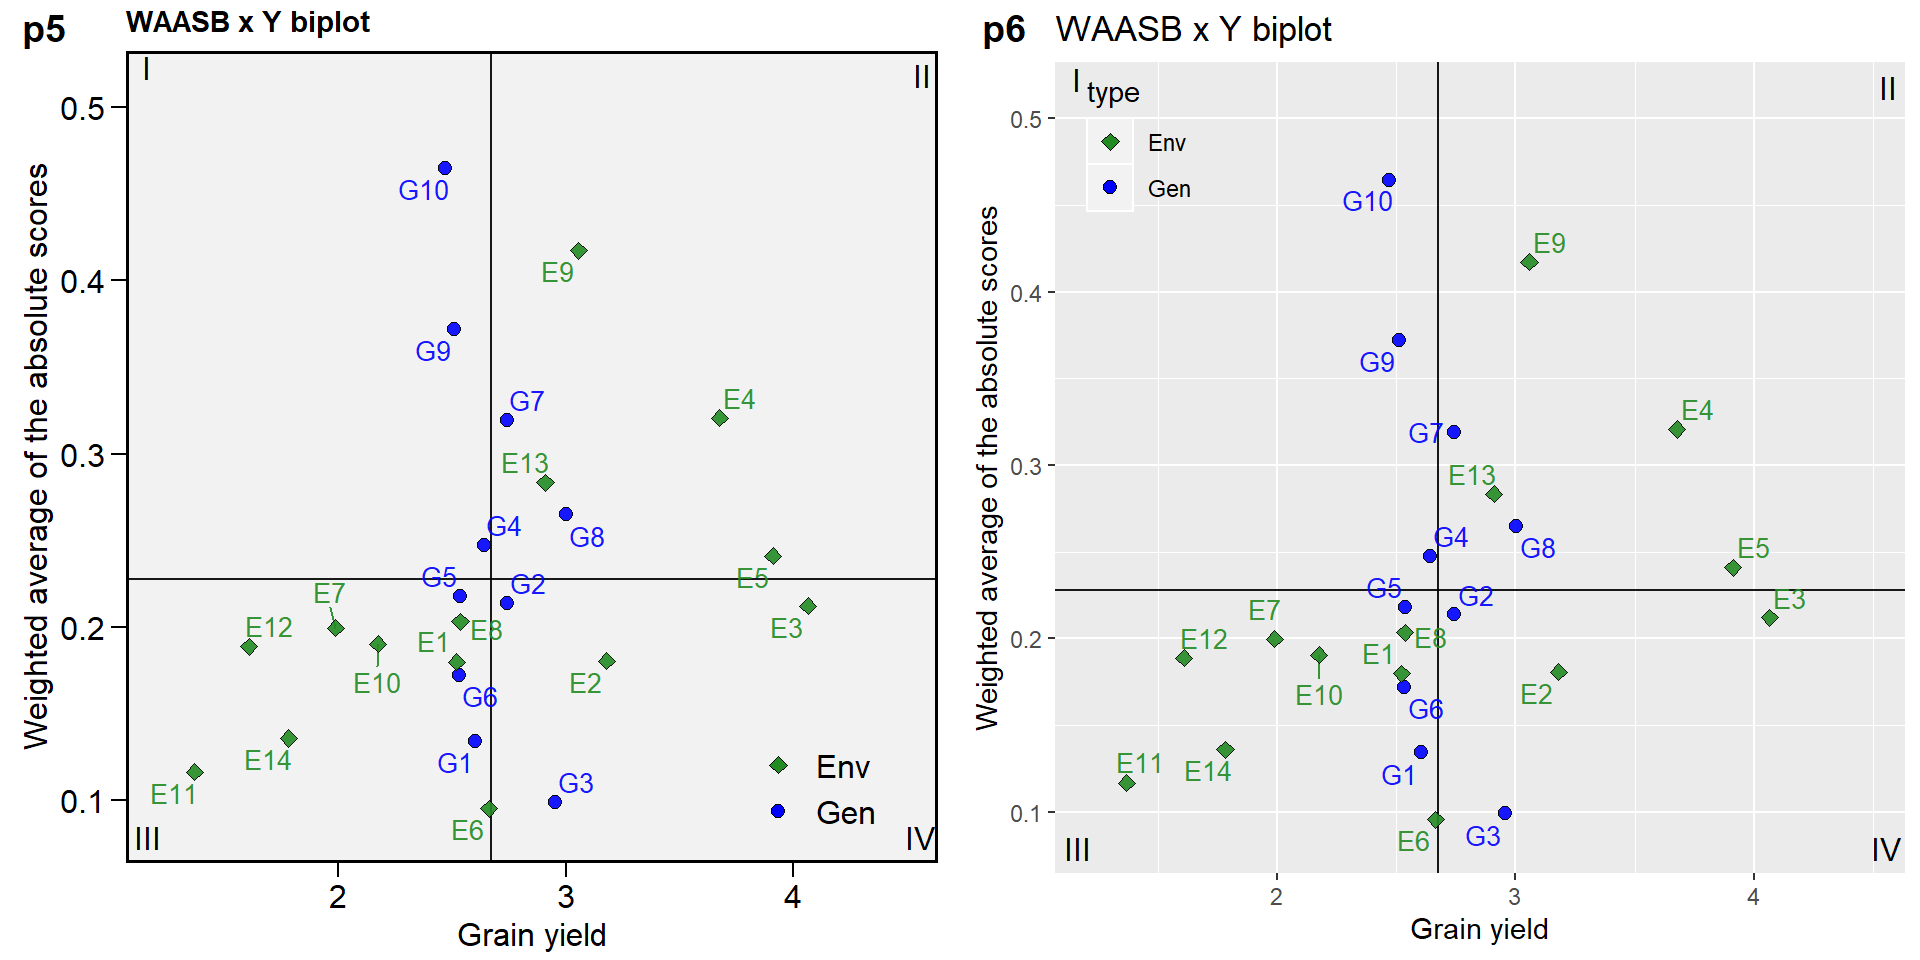 p5
WAASB x Y biplot
I
II
0.5
0.4
0.3
0.2
0.1
Weighted average of the absolute scores
G10
E9
G9
G7
E4
E13
G4
G8
G5
E5
G2
E7
E3
E12
E1
E8
E10
E2
G6
E14
G1
E11
G3
E6
Env
Gen
III
IV
2
3
4
Grain yield
p6
WAASB x Y biplot
I
type
II
Env
Gen
0.5
0.4
0.3
0.2
0.1
Weighted average of the absolute scores
G10
E9
G9
E4
G7
E13
G4
G8
E5
G5
G2
E3
E7
E12
E8
E1
E10
E2
G6
E11
E14
G1
G3
E6
III
IV
2
3
4
Grain yield